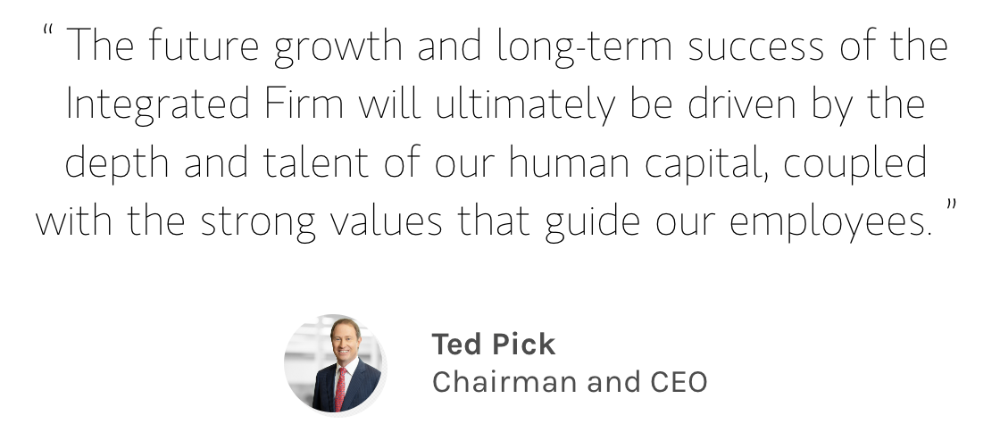 “ The future growth and long-term success of the
Integrated Firm will ultimately be driven by the
depth and talent of our human capital, coupled
with the strong values that guide our employees. ”
Ted Pick
Chairman and CEO